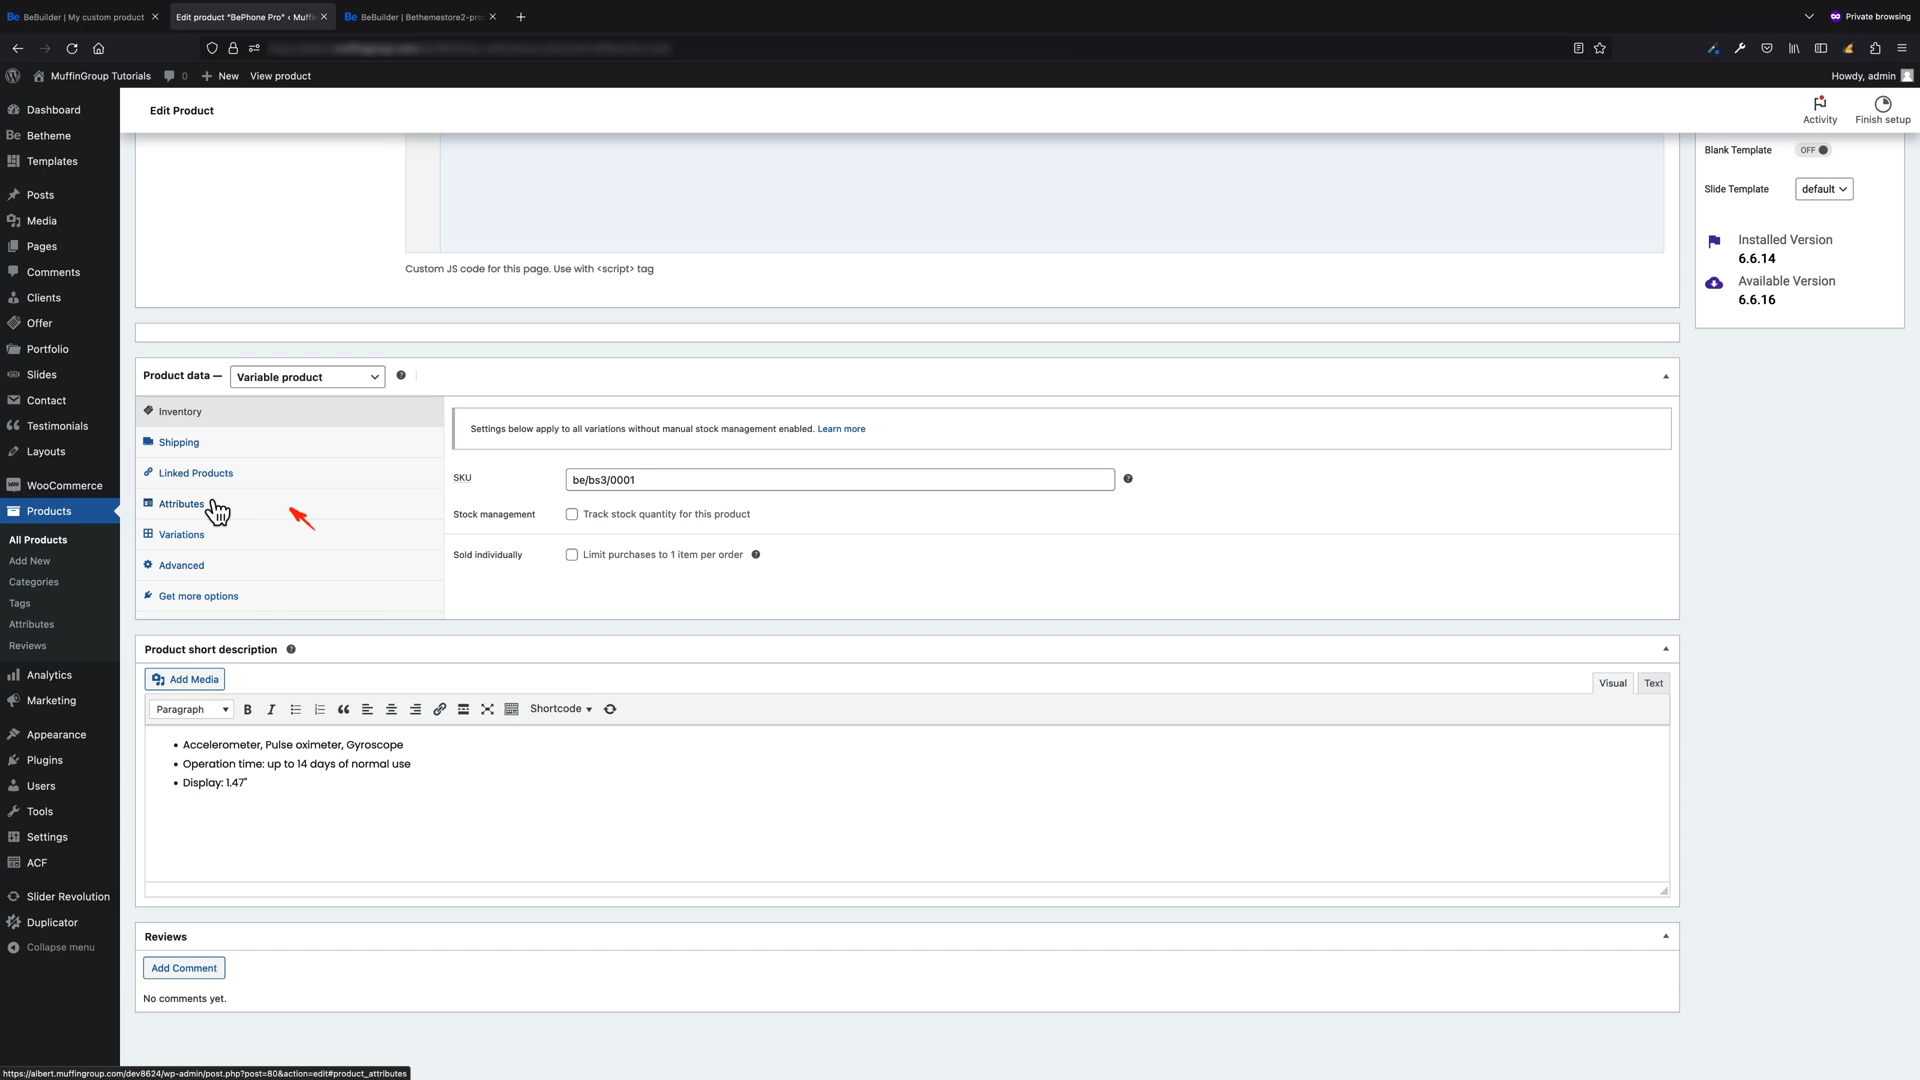 Be BeBuilder | My custom product
Edit product "BePhone Pro" ‹ Muffin
Be BeBuilder | Bethemestore2-pro
Private browsing
MuffinGroup Tutorials
0
New
View product
Howdy, admin
Dashboard
Be Betheme
Templates
Posts
Media
Pages
Comments
Clients
Offer
Portfolio
Slides
Contact
Testimonials
Layouts
WooCommerce
Products
All Products
Add New
Categories
Tags
Attributes
Reviews
Analytics
Marketing
Appearance
Plugins
Users
Tools
Settings
ACF
Slider Revolution
Duplicator
Collapse menu
Edit Product
Activity
Finish setup
Custom JS code for this page. Use with <script> tag
Blank Template
OFF
Slide Template
default
Installed Version
6.6.14
Available Version
6.6.16
Product data —
Variable product
Inventory
Shipping
Linked Products
Attributes
Variations
Advanced
Get more options
Settings below apply to all variations without manual stock management enabled. Learn more
SKU
be/bs3/0001
Stock management
Track stock quantity for this product
Sold individually
Limit purchases to 1 item per order
Product short description
Add Media
Visual
Text
Paragraph
B
I
Shortcode
• Accelerometer, Pulse oximeter, Gyroscope
• Operation time: up to 14 days of normal use
• Display: 1.47"
Reviews
Add Comment
No comments yet.
https://albert.muffingroup.com/dev8624/wp-admin/post.php?post=80&action=edit#product_attributes